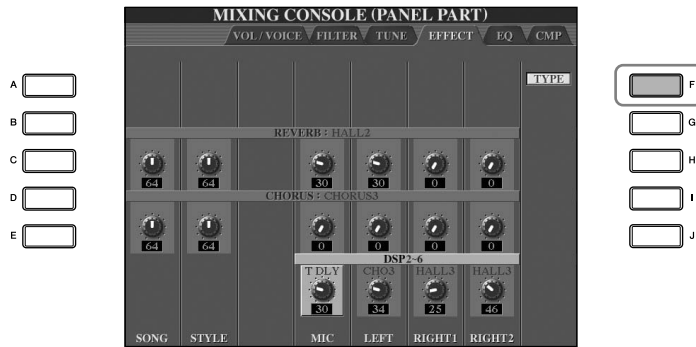 MIXING CONSOLE (PANEL PART)
VOL / VOICE FILTER TUNE EFFECT EQ CMP
A TYPE F
B G
REVERB : HALL2
C 64 64 30 30 0 0 H
CHORUS : CHORUS3
D I
E 64 64 0 0 0 0 J
DSP2~6
T DLY CHO3 HALL3 HALL3
30 34 25 46
SONG STYLE MIC LEFT RIGHT1 RIGHT2